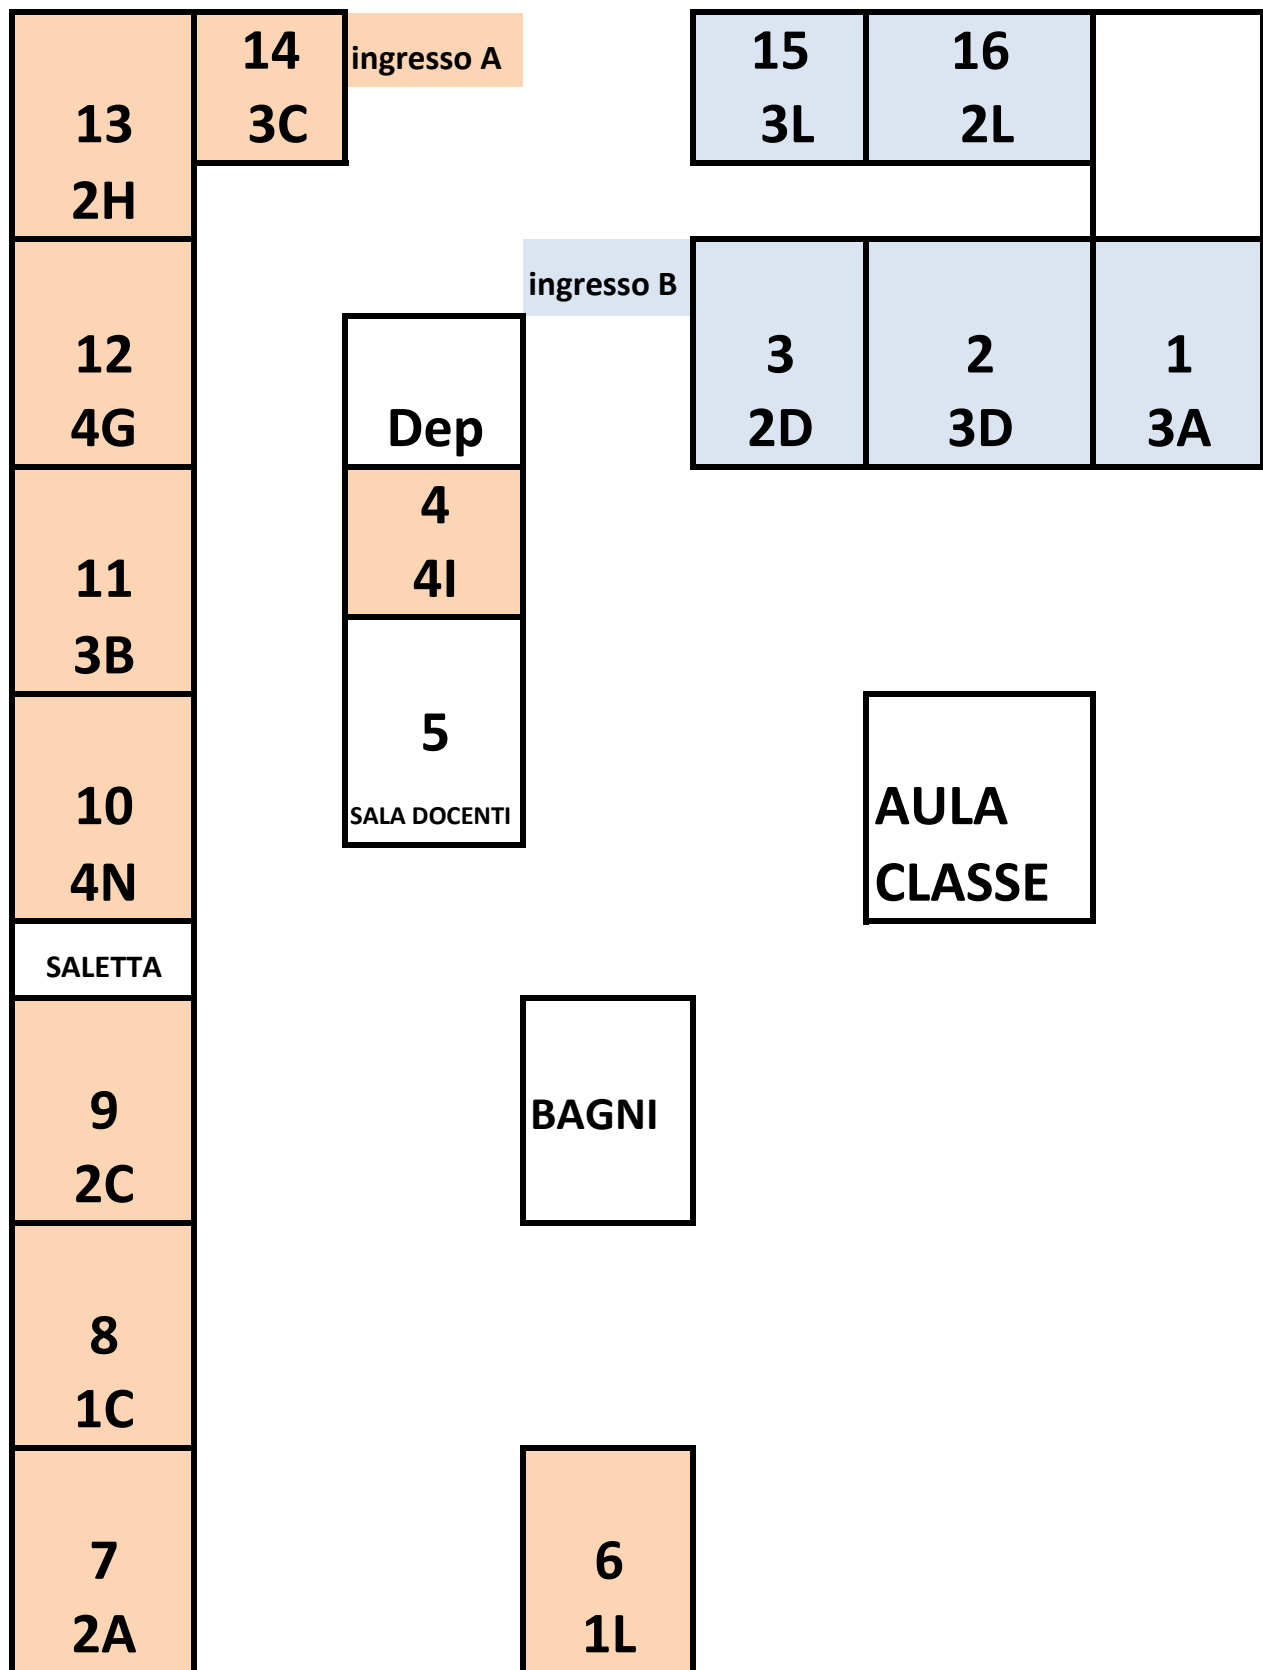 14
3C
ingresso A
15
3L
16
2L
13
2H
ingresso B
12
4G
Dep
3
2D
2
3D
1
3A
4
4I
11
3B
5
SALA DOCENTI
10
4N
AULA
CLASSE
SALETTA
9
2C
BAGNI
8
1C
7
2A
6
1L